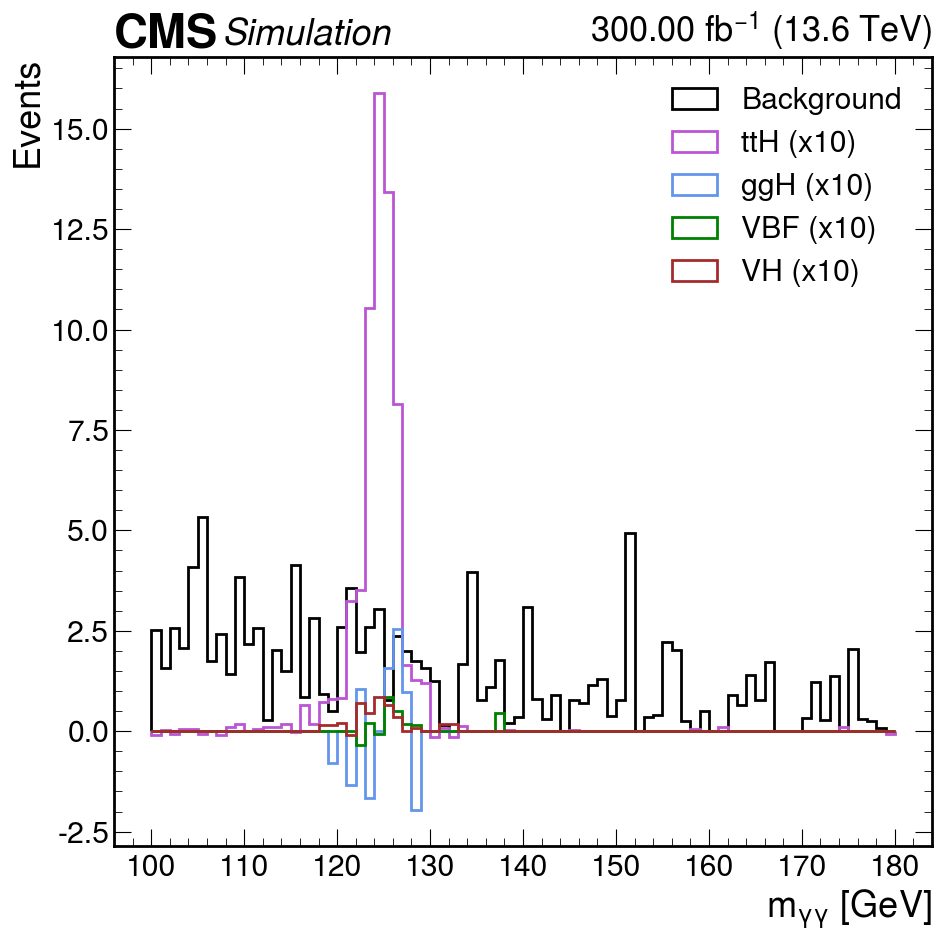 CMS Simulation 300.00 fb⁻¹ (13.6 TeV)
Events
Background
ttH (x10)
ggH (x10)
VBF (x10)
VH (x10)
15.0
12.5
10.0
7.5
5.0
2.5
0.0
-2.5
100 110 120 130 140 150 160 170 180
mγγ [GeV]